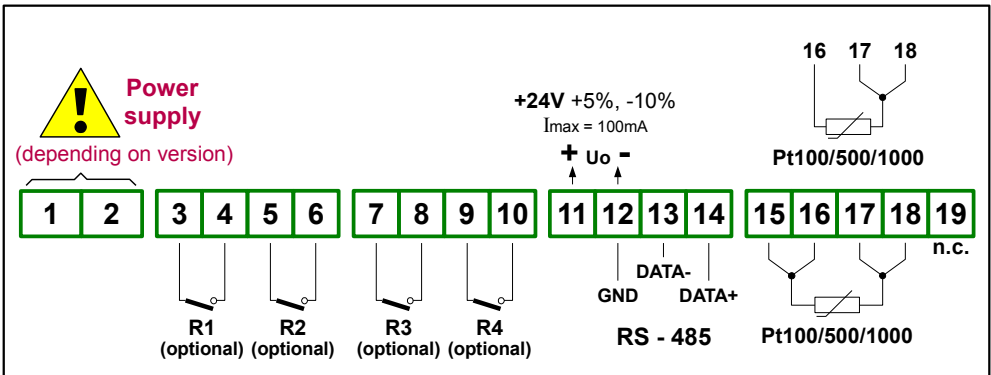 Power
supply
(depending on version)
+24V +5%, -10%
Imax = 100mA
+ Uo -
16 17 18
Pt100/500/1000
1 2 3 4 5 6 7 8 9 10 11 12 13 14 15 16 17 18 19
n.c.
R1
(optional)
R2
(optional)
R3
(optional)
R4
(optional)
DATA-
GND DATA+
RS - 485
Pt100/500/1000